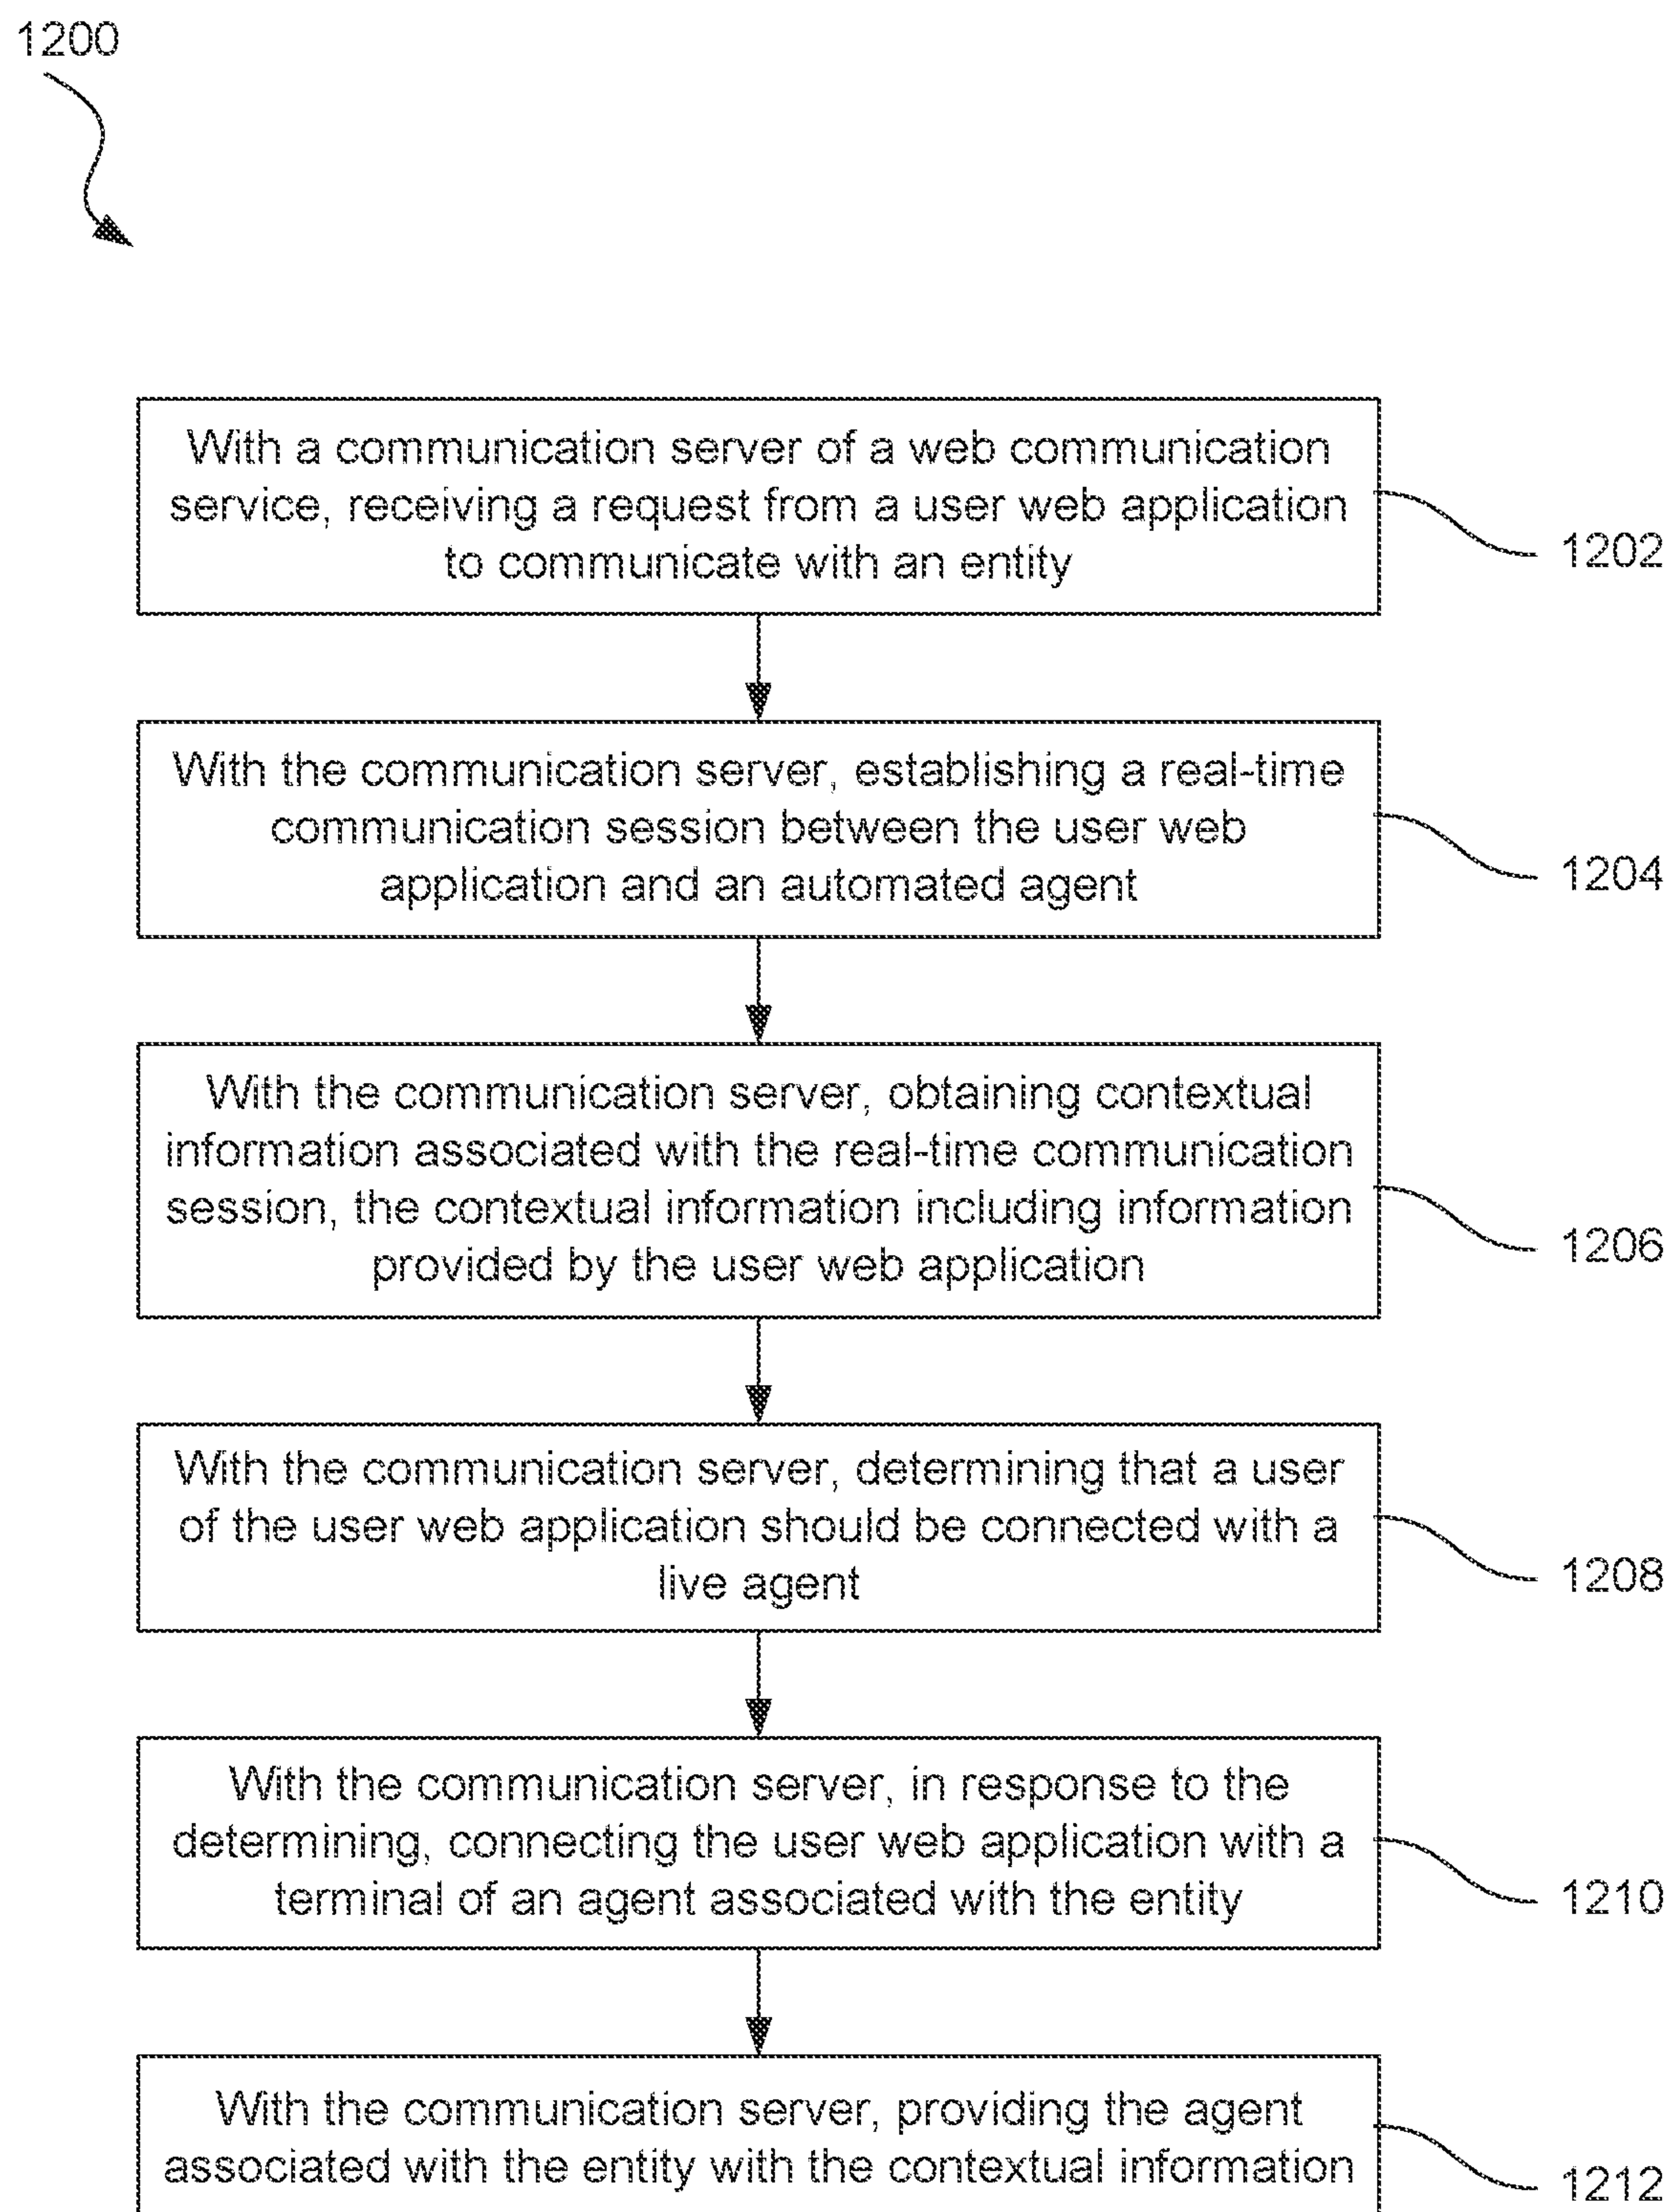 1200
With a communication server of a web communication
service, receiving a request from a user web application
to communicate with an entity
1202
With the communication server, establishing a real-time
communication session between the user web
application and an automated agent
1204
With the communication server, obtaining contextual
information associated with the real-time communication
session, the contextual information including information
provided by the user web application
1206
With the communication server, determining that a user
of the user web application should be connected with a
live agent
1208
With the communication server, in response to the
determining, connecting the user web application with a
terminal of an agent associated with the entity
1210
With the communication server, providing the agent
associated with the entity with the contextual information
1212